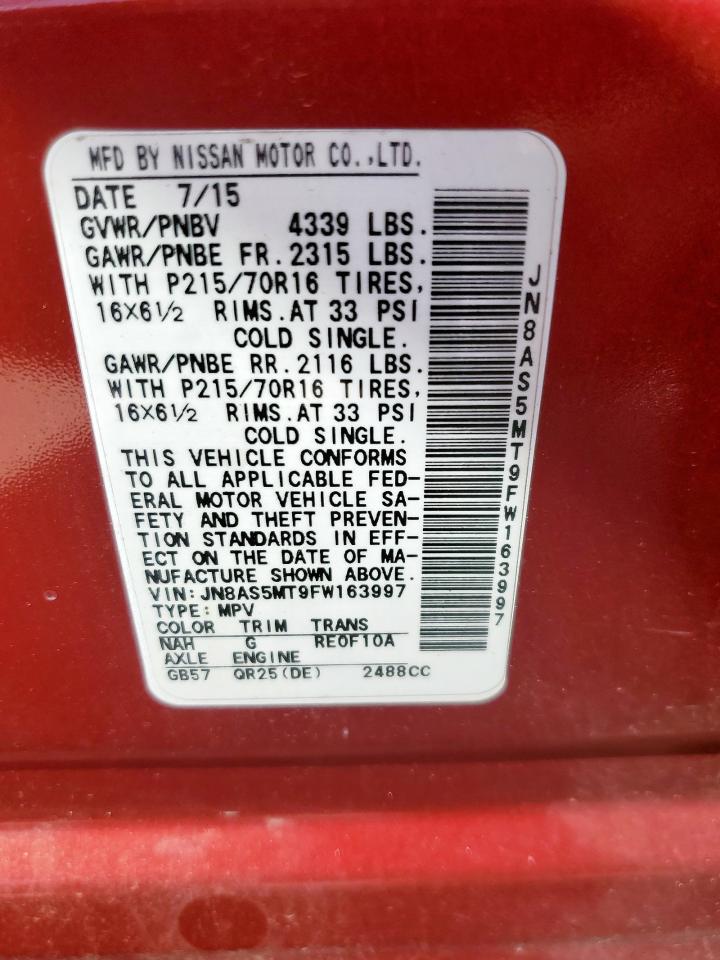 MFD BY NISSAN MOTOR CO.,LTD.
DATE 7/15
GVWR/PNBV 4339 LBS.
GAWR/PNBE FR.2315 LBS.
WITH P215/70R16 TIRES,
16X6½ RIMS.AT 33 PSI
COLD SINGLE.
GAWR/PNBE RR.2116 LBS.
WITH P215/70R16 TIRES,
16X6½ RIMS.AT 33 PSI
COLD SINGLE.
THIS VEHICLE CONFORMS
TO ALL APPLICABLE FED-
ERAL MOTOR VEHICLE SA-
FETY AND THEFT PREVEN-
TION STANDARDS IN EFF-
ECT ON THE DATE OF MA-
NUFACTURE SHOWN ABOVE.
VIN:JN8AS5MT9FW163997
TYPE:MPV
COLOR TRIM TRANS
NAH G RE0F10A
AXLE ENGINE
GB57 QR25(DE) 2488CC
JN8AS5MT9FW163997